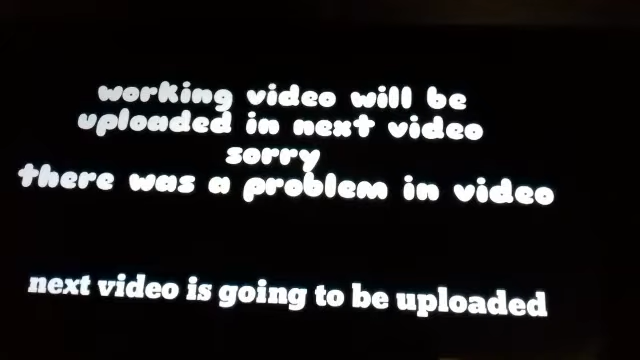 working video will be
uploaded in next video
sorry
there was a problem in video
next video is going to be uploaded